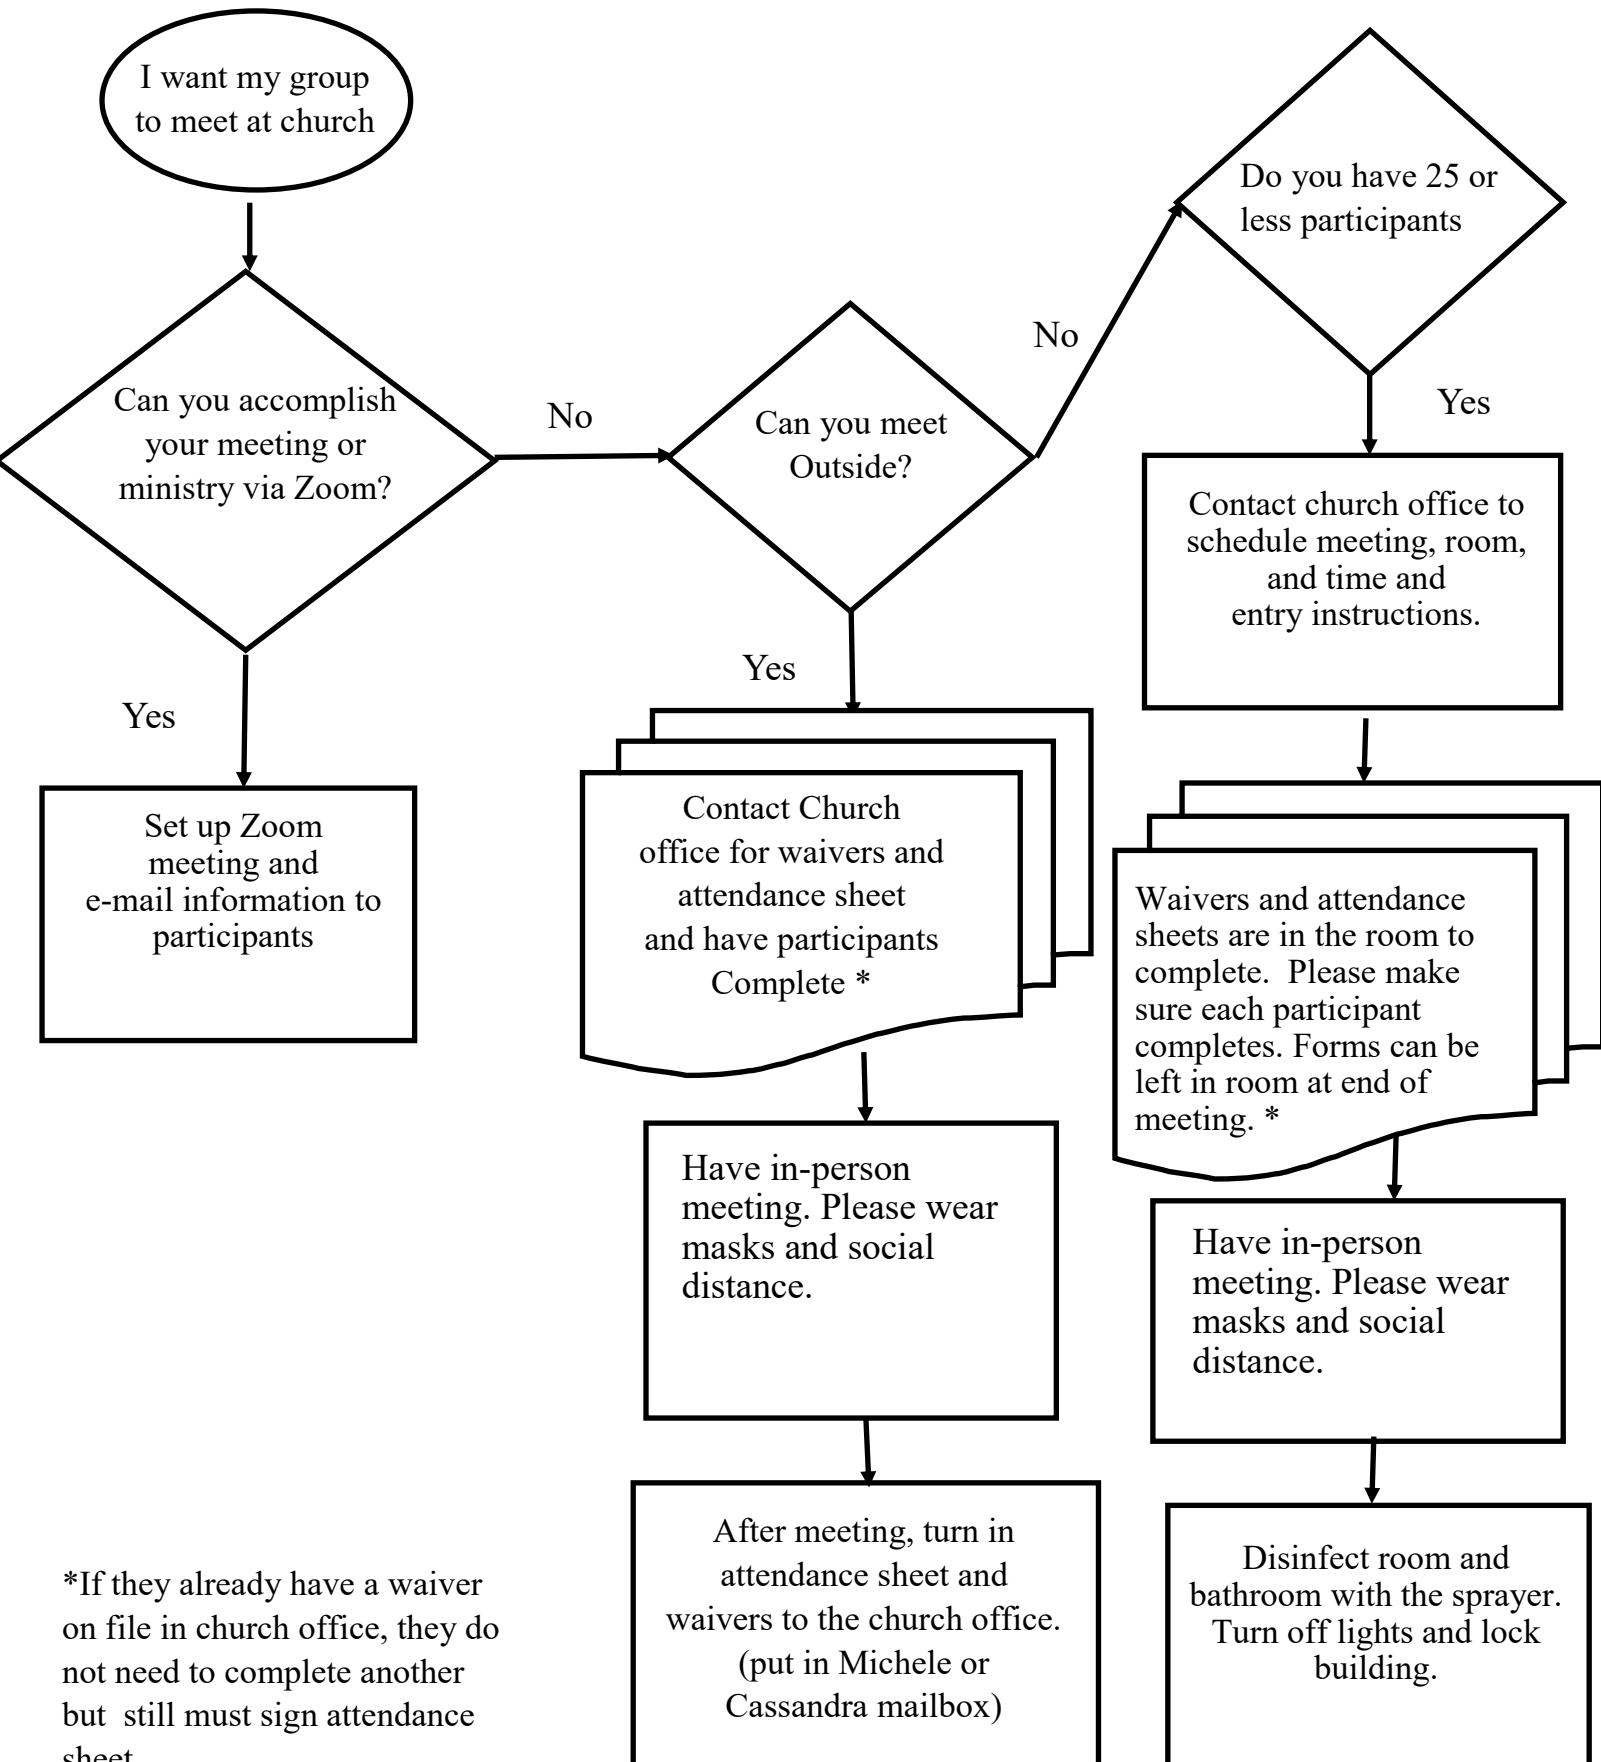 I want my group
to meet at church
Can you accomplish
your meeting or
ministry via Zoom?
No
Yes
Set up Zoom
meeting and
e-mail information to
participants
Can you meet
Outside?
No
Yes
Contact Church
office for waivers and
attendance sheet
and have participants
Complete *
Have in-person
meeting. Please wear
masks and social
distance.
After meeting, turn in
attendance sheet and
waivers to the church office.
(put in Michele or
Cassandra mailbox)
Do you have 25 or
less participants
Yes
Contact church office to
schedule meeting, room,
and time and
entry instructions.
Waivers and attendance
sheets are in the room to
complete.  Please make
sure each participant
completes. Forms can be
left in room at end of
meeting. *
Have in-person
meeting. Please wear
masks and social
distance.
Disinfect room and
bathroom with the sprayer.
Turn off lights and lock
building.
*If they already have a waiver
on file in church office, they do
not need to complete another
but  still must sign attendance
sheet